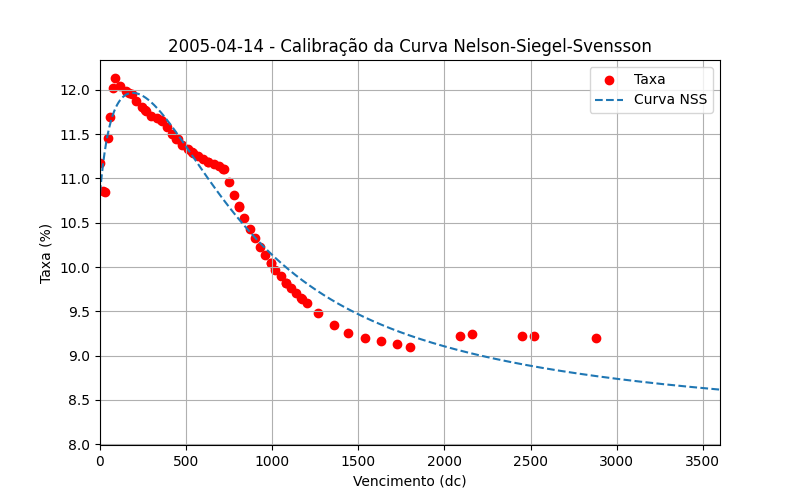 2005-04-14 - Calibração da Curva Nelson-Siegel-Svensson
Taxa
Curva NSS
Taxa (%)
12.0
11.5
11.0
10.5
10.0
9.5
9.0
8.5
8.0
0 500 1000 1500 2000 2500 3000 3500
Vencimento (dc)